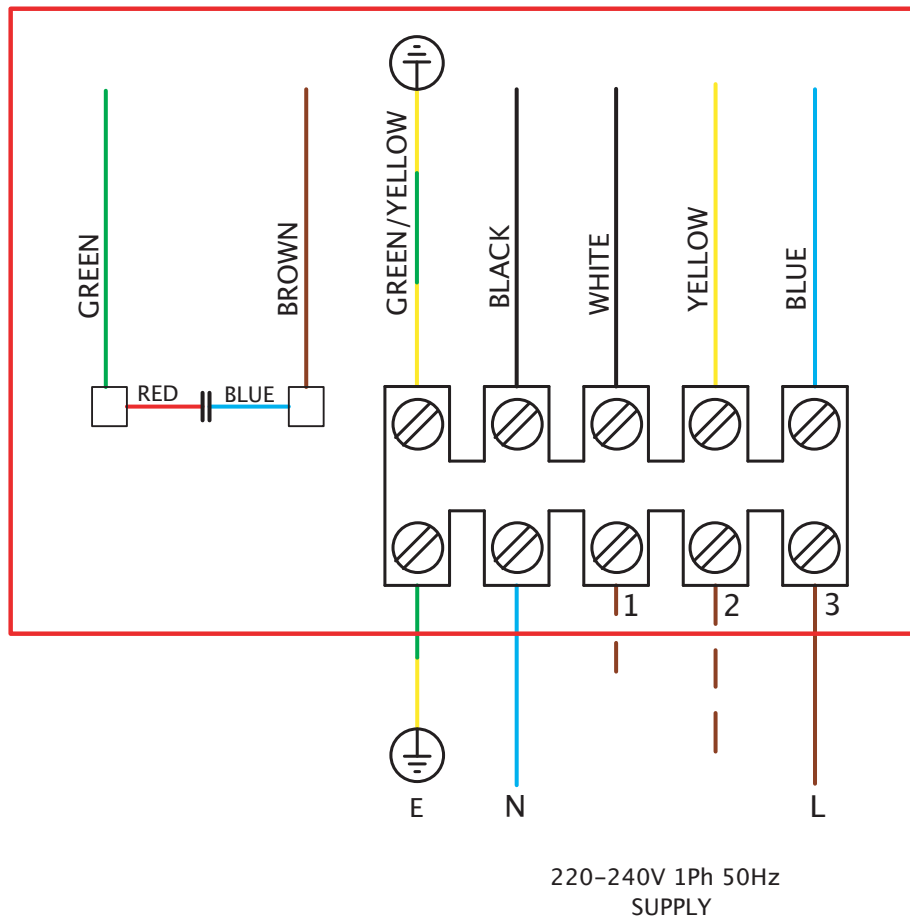 GREEN
BROWN
GREEN/YELLOW
BLACK
WHITE
YELLOW
BLUE
RED
BLUE
1
2
3
E
N
L
220-240V 1Ph 50Hz
SUPPLY